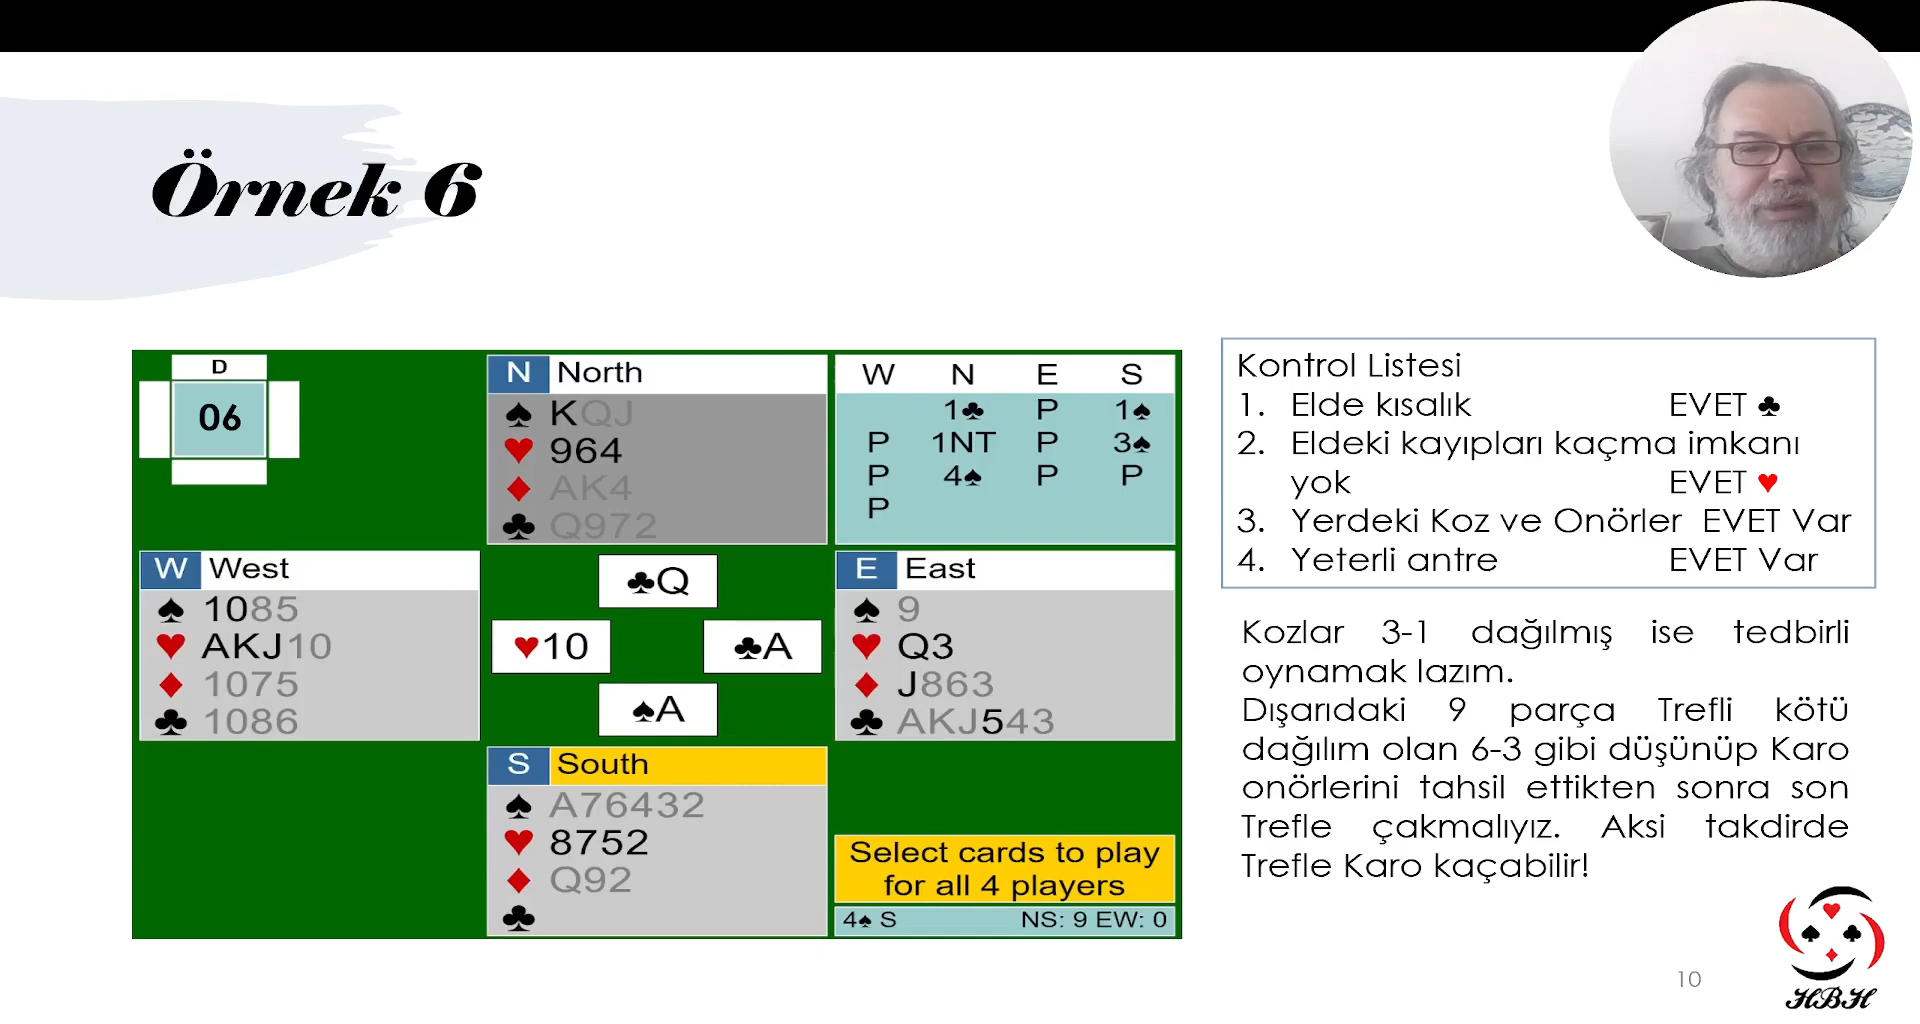 Örnek 6
D
06
N North
♠ KQJ
♥ 964
♦ AK4
♣ Q972
W N E S
1♣ P 1♠
P 1NT P 3♠
P 4♠ P P
P
W West
♠ 1085
♥ AKJ10
♦ 1075
♣ 1086
♣Q
♥10
♣A
♠A
E East
♠ 9
♥ Q3
♦ J863
♣ AKJ543
S South
♠ A76432
♥ 8752
♦ Q92
♣
Select cards to play
for all 4 players
4♠ S NS: 9 EW: 0
Kontrol Listesi
1. Elde kısalık EVET ♣
2. Eldeki kayıpları kaçma imkanı
yok EVET ♥
3. Yerdeki Koz ve Onörler EVET Var
4. Yeterli antre EVET Var
Kozlar 3-1 dağılmış ise tedbirli
oynamak lazım.
Dışarıdaki 9 parça Trefli kötü
dağılım olan 6-3 gibi düşünüp Karo
onörlerini tahsil ettikten sonra son
Trefle çakmalıyız. Aksi takdirde
Trefle Karo kaçabilir!
HBH
10